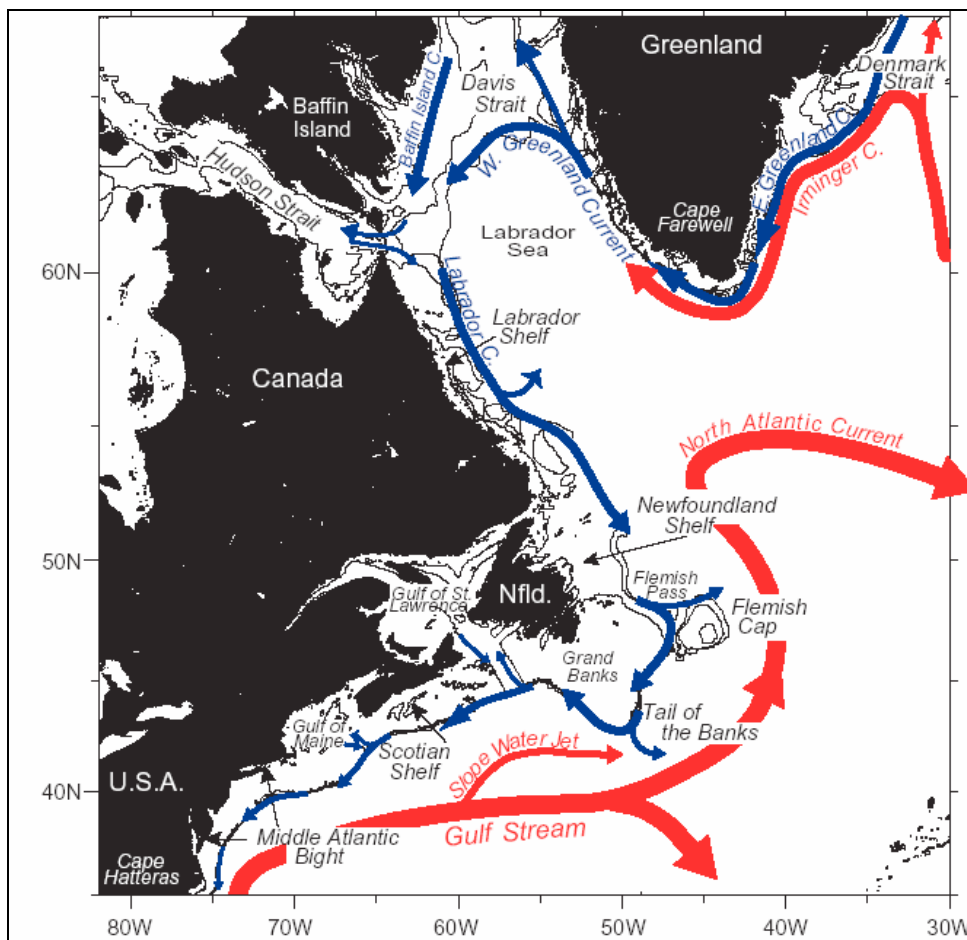 Greenland
Denmark
Strait
Davis
Strait
Baffin Island C.
Baffin
Island
Hudson Strait
W. Greenland Current
E. Greenland C.
Irminger C.
Cape
Farewell
Labrador
Sea
60N
Labrador C.
Labrador
Shelf
Canada
North Atlantic Current
Newfoundland
Shelf
50N
Gulf of St.
Lawrence
Nfld.
Flemish
Pass
Flemish
Cap
Grand
Banks
Tail of
the Banks
Gulf of
Maine
Scotian
Shelf
Slope Water Jet
U.S.A.
40N
Gulf Stream
Middle Atlantic
Bight
Cape
Hatteras
80W 70W 60W 50W 40W 30W